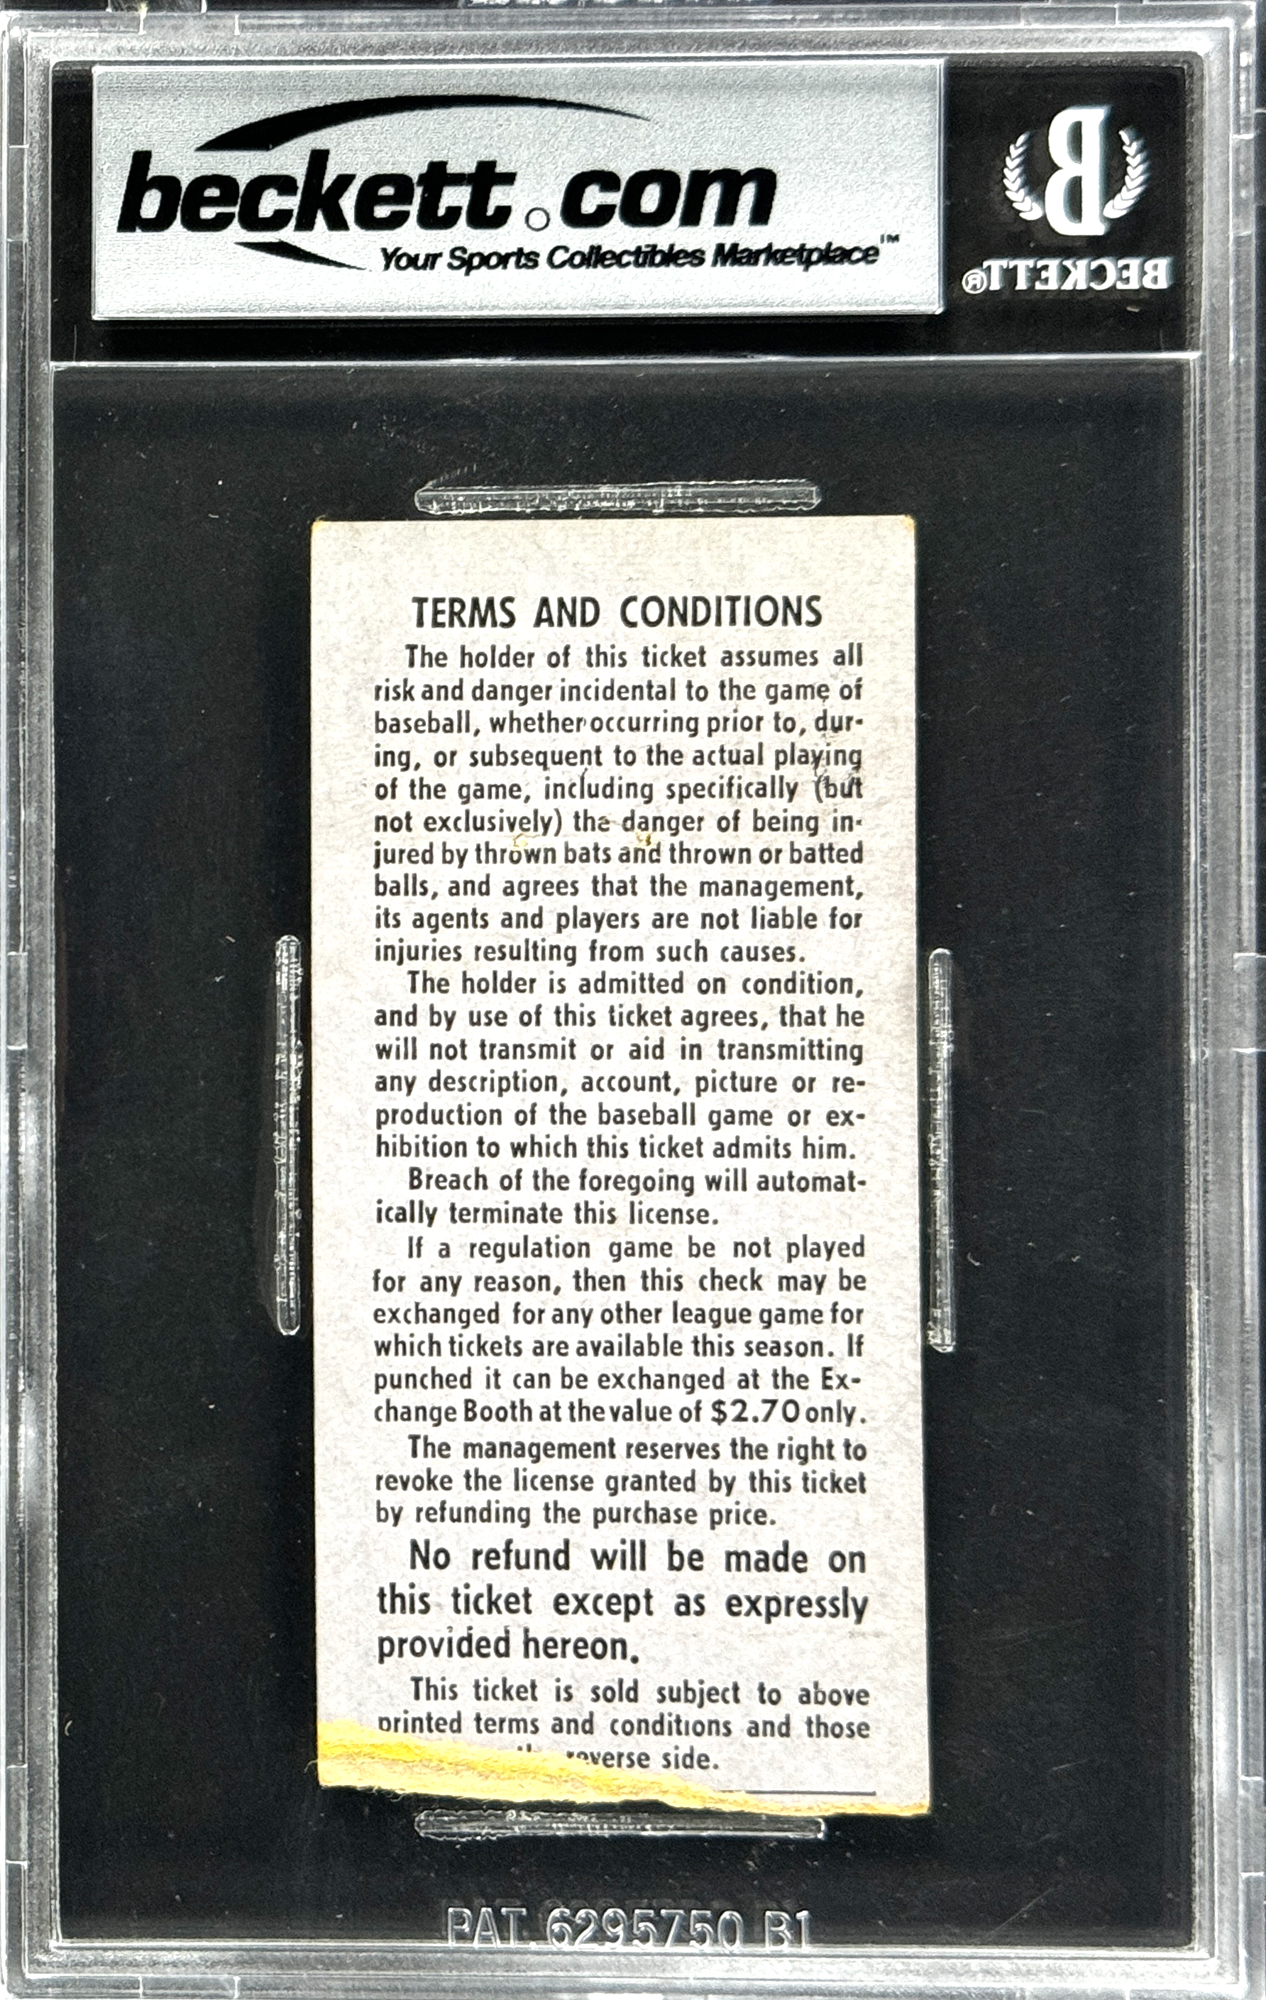 beckett.com
Your Sports Collectibles Marketplace™
B
BECKETT®
TERMS AND CONDITIONS
The holder of this ticket assumes all
risk and danger incidental to the game of
baseball, whether occurring prior to, dur-
ing, or subsequent to the actual playing
of the game, including specifically (but
not exclusively) the danger of being in-
jured by thrown bats and thrown or batted
balls, and agrees that the management,
its agents and players are not liable for
injuries resulting from such causes.
The holder is admitted on condition,
and by use of this ticket agrees, that he
will not transmit or aid in transmitting
any description, account, picture or re-
production of the baseball game or ex-
hibition to which this ticket admits him.
Breach of the foregoing will automat-
ically terminate this license.
If a regulation game be not played
for any reason, then this check may be
exchanged for any other league game for
which tickets are available this season. If
punched it can be exchanged at the Ex-
change Booth at the value of $2.70 only.
The management reserves the right to
revoke the license granted by this ticket
by refunding the purchase price.
No refund will be made on
this ticket except as expressly
provided hereon.
This ticket is sold subject to above
printed terms and conditions and those
reverse side.
PAT. 6295750 B1